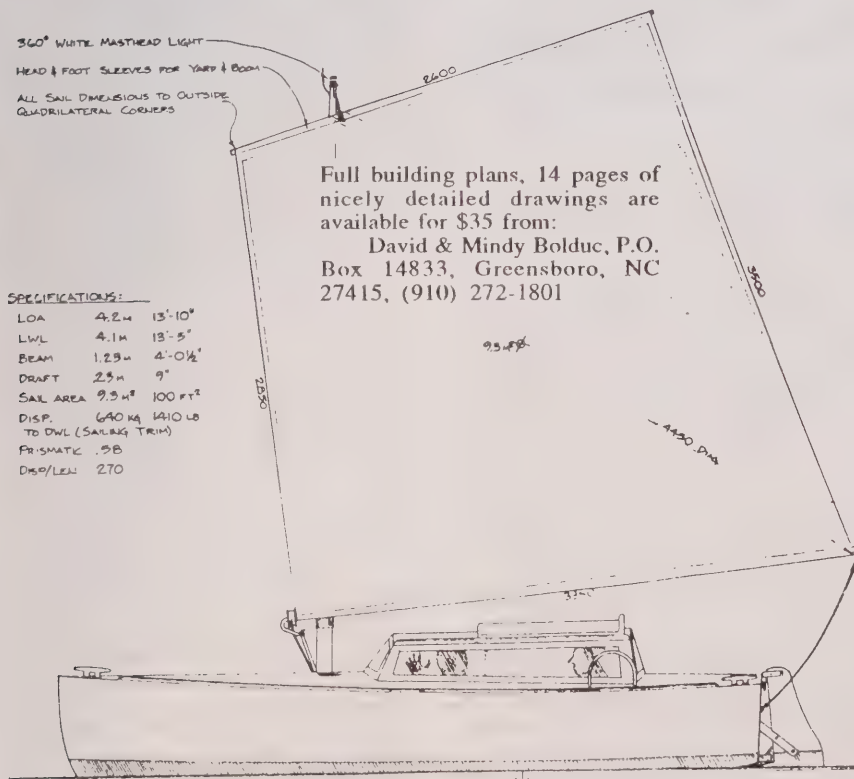 360° WHITE MASTHEAD LIGHT
HEAD & FOOT SLEEVES FOR YARD & BOOM
ALL SAIL DIMENSIONS TO OUTSIDE
QUADRILATERAL CORNERS
2600
Full building plans, 14 pages of
nicely detailed drawings are
available for $35 from:
David & Mindy Bolduc, P.O.
Box 14833, Greensboro, NC
27415, (910) 272-1801
3500
2850
SPECIFICATIONS:
LOA 4.2M 13'-10"
LWL 4.1M 13'-5"
BEAM 1.23M 4'-0½"
DRAFT .23M 9"
SAIL AREA 9.3M² 100 FT²
DISP. 640 KG 1410 LB
TO DWL (SAILING TRIM)
PRISMATIC .58
DISP/LEN 270
9.3M²
4450